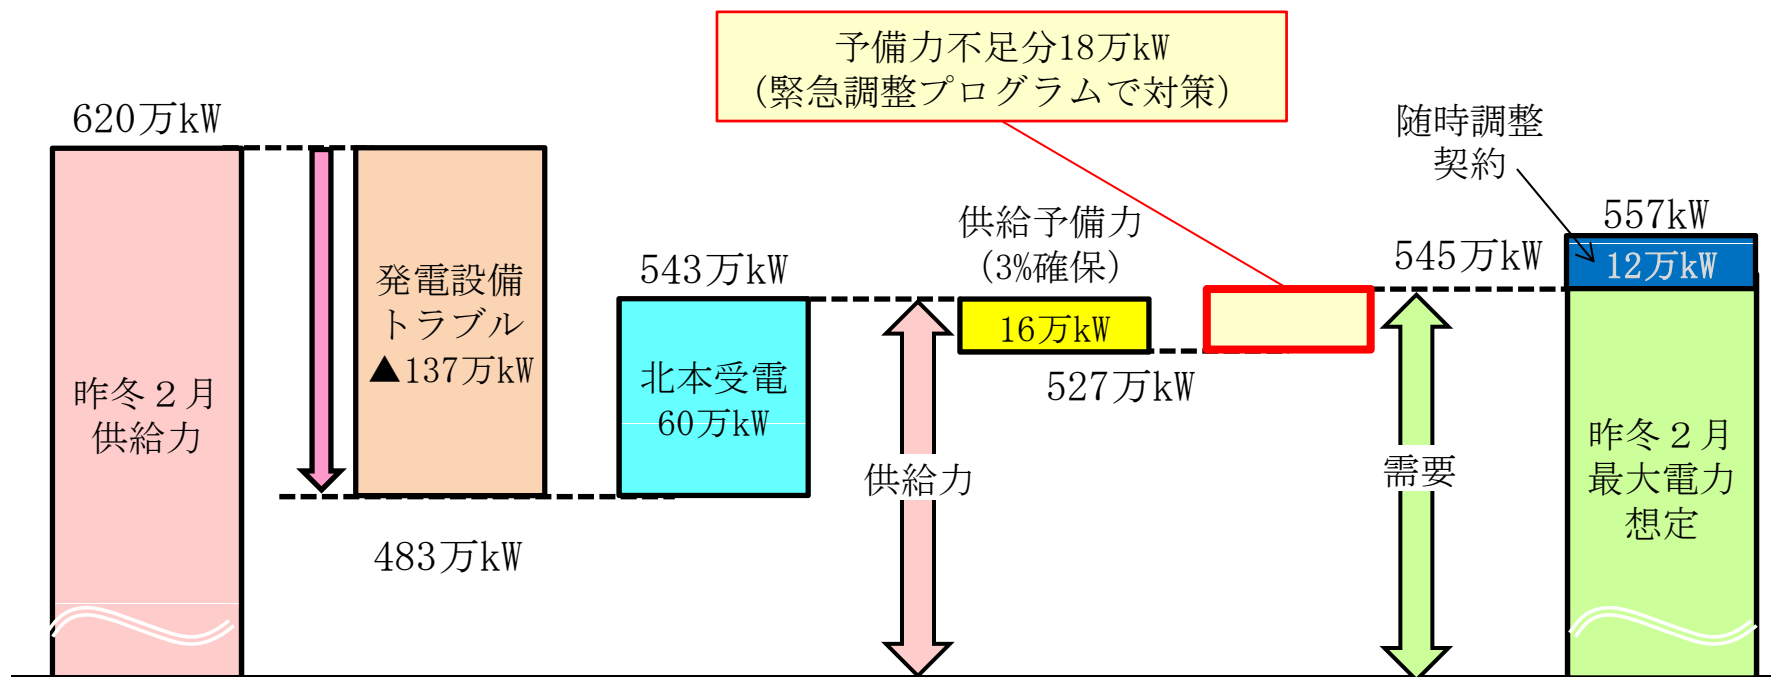 予備力不足分18万kW
(緊急調整プログラムで対策)
620万kW
随時調整
契約
供給予備力
(3%確保)
557kW
543万kW
545万kW
12万kW
発電設備
トラブル
▲137万kW
16万kW
527万kW
北本受電
60万kW
昨冬２月
供給力
供給力
需要
昨冬２月
最大電力
想定
483万kW